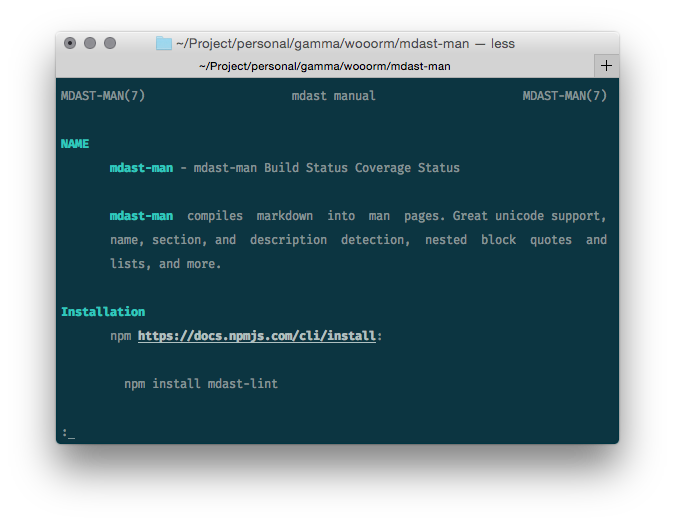 ~/Project/personal/gamma/wooorm/mdast-man — less
~/Project/personal/gamma/wooorm/mdast-man
+
MDAST-MAN(7) mdast manual MDAST-MAN(7)
NAME
mdast-man - mdast-man Build Status Coverage Status
mdast-man compiles markdown into man pages. Great unicode support,
name, section, and description detection, nested block quotes and
lists, and more.
Installation
npm https://docs.npmjs.com/cli/install:
npm install mdast-lint
:_